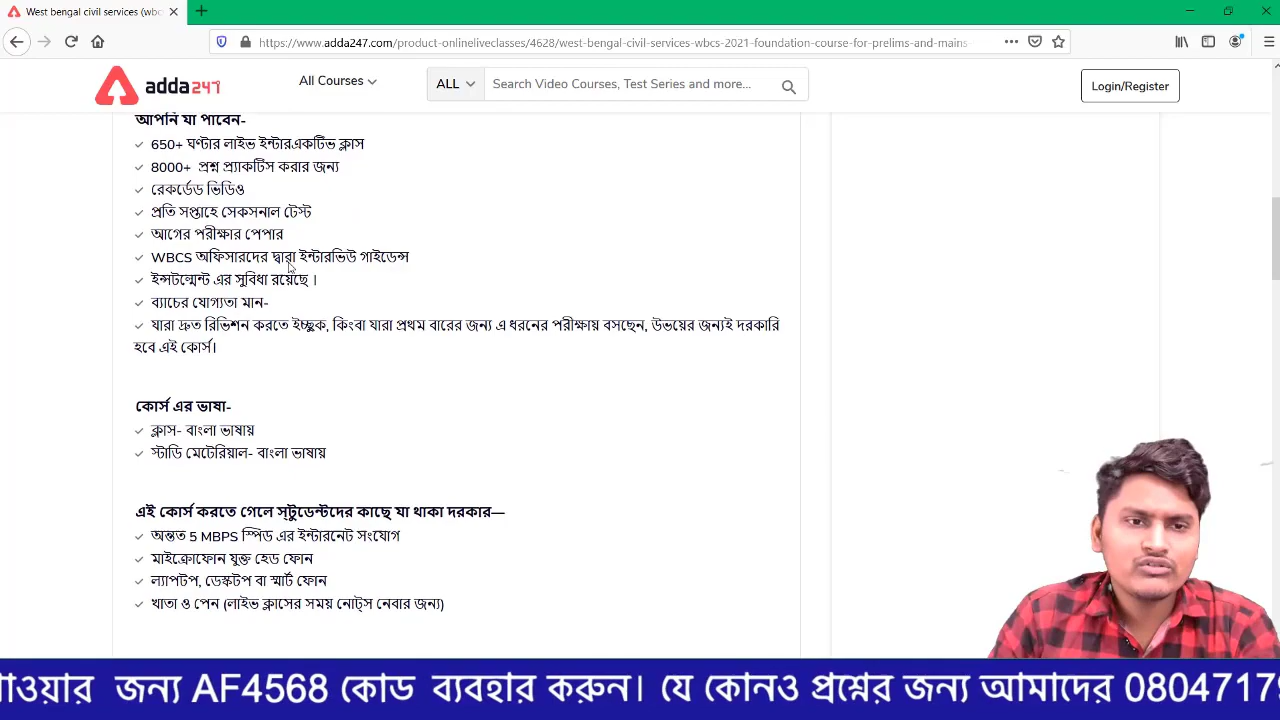 West bengal civil services (wbc
https://www.adda247.com/product-onlineliveclasses/4628/west-bengal-civil-services-wbcs-2021-foundation-course-for-prelims-and-mains-
adda247
All Courses
ALL
Search Video Courses, Test Series and more...
Login/Register
আপনি যা পাবেন-
650+ ঘণ্টার লাইভ ইন্টারএকটিভ ক্লাস
8000+ প্রশ্ন প্র্যাকটিস করার জন্য
রেকর্ডেড ভিডিও
প্রতি সপ্তাহে সেকসনাল টেস্ট
আগের পরীক্ষার পেপার
WBCS অফিসারদের দ্বারা ইন্টারভিউ গাইডেন্স
ইন্সটল্মেন্ট এর সুবিধা রয়েছে।
ব্যাচের যোগ্যতা মান-
যারা দ্রুত রিভিশন করতে ইচ্ছুক, কিংবা যারা প্রথম বারের জন্য এ ধরনের পরীক্ষায় বসছেন, উভয়ের জন্যই দরকারি
হবে এই কোর্স।
কোর্স এর ভাষা-
ক্লাস- বাংলা ভাষায়
স্টাডি মেটেরিয়াল- বাংলা ভাষায়
এই কোর্স করতে গেলে স্টুডেন্টদের কাছে যা থাকা দরকার—
অন্তত 5 MBPS স্পিড এর ইন্টারনেট সংযোগ
মাইক্রোফোন যুক্ত হেড ফোন
ল্যাপটপ, ডেস্কটপ বা স্মার্ট ফোন
খাতা ও পেন (লাইভ ক্লাসের সময় নোট্স নেবার জন্য)
জন্য AF4568 কোড ব্যবহার করুন। যে কোনও প্রশ্নের জন্য আমাদের